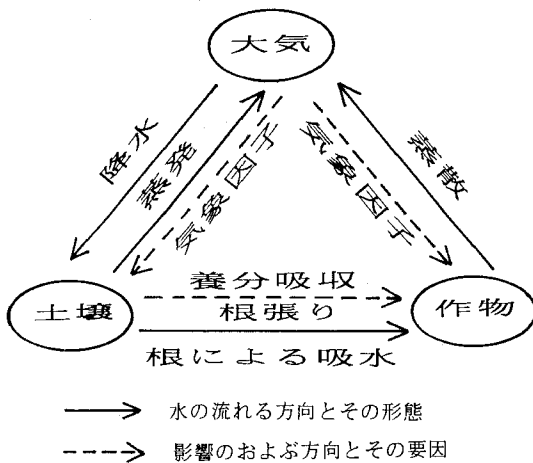 大気
降水
蒸発
気象因子
気象因子
蒸散
養分吸収
根張り
土壌
作物
根による吸水
水の流れる方向とその形態
影響のおよぶ方向とその要因